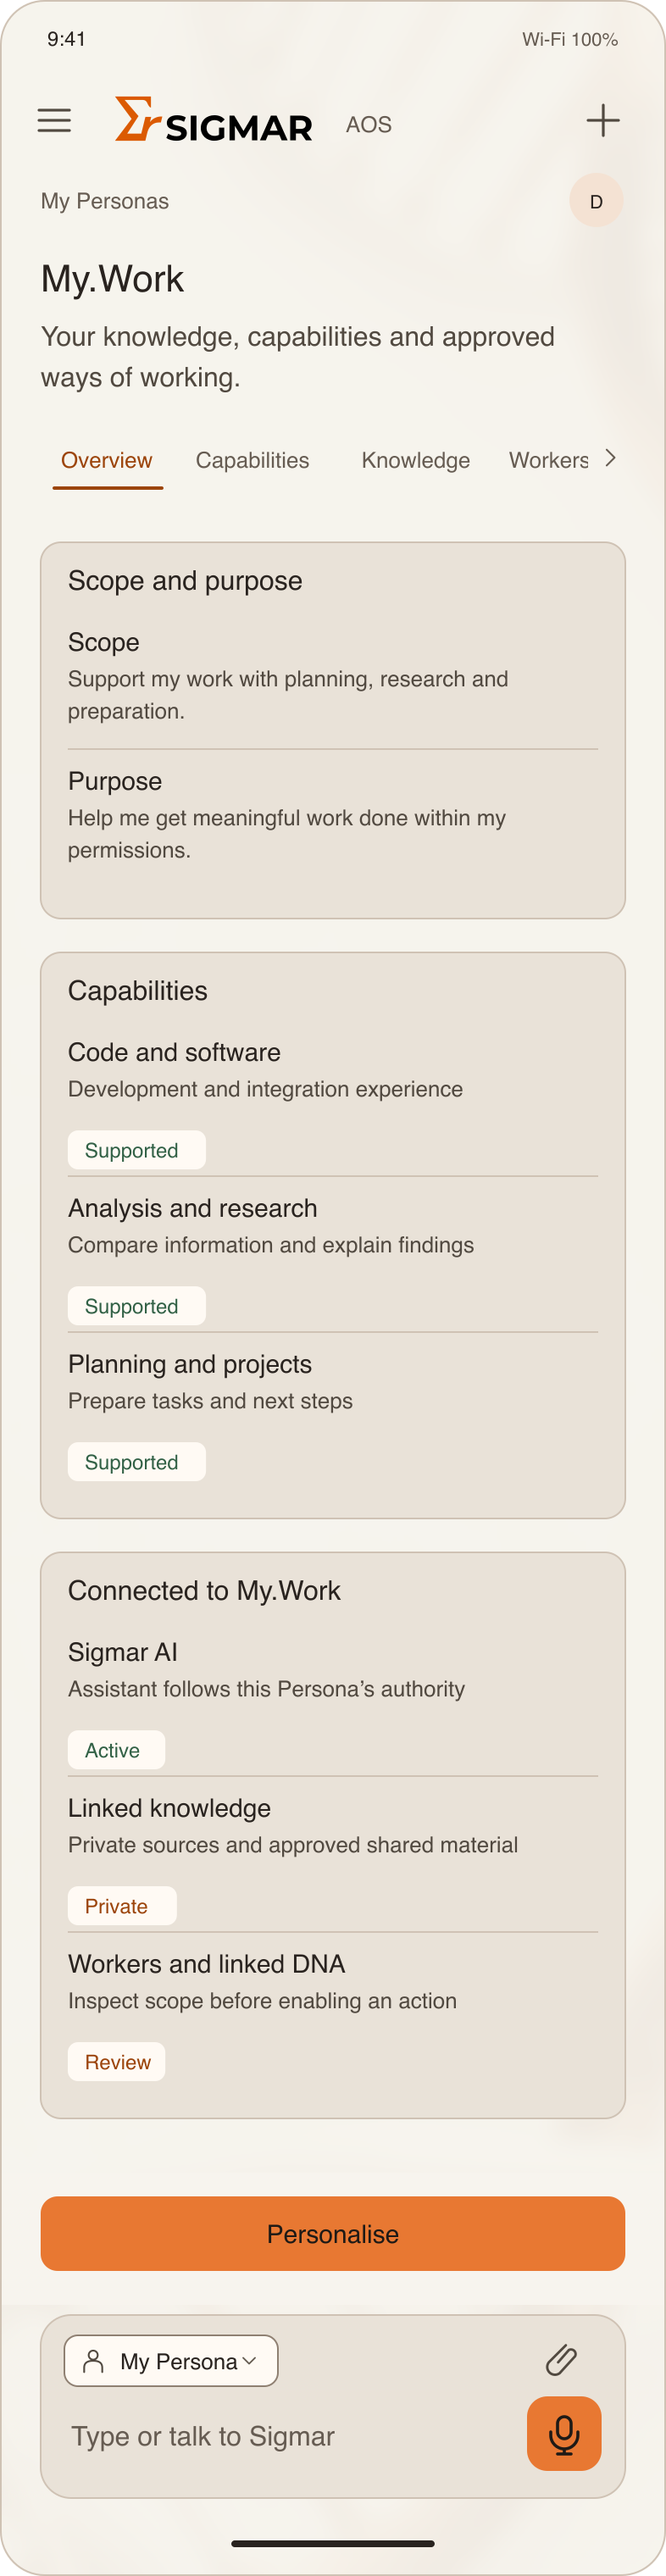 9:41
Wi-Fi 100%
Σr SIGMAR
AOS
My Personas
D
My.Work
Your knowledge, capabilities and approved
ways of working.
Overview
Capabilities
Knowledge
Workers
Scope and purpose
Scope
Support my work with planning, research and
preparation.
Purpose
Help me get meaningful work done within my
permissions.
Capabilities
Code and software
Development and integration experience
Supported
Analysis and research
Compare information and explain findings
Supported
Planning and projects
Prepare tasks and next steps
Supported
Connected to My.Work
Sigmar AI
Assistant follows this Persona’s authority
Active
Linked knowledge
Private sources and approved shared material
Private
Workers and linked DNA
Inspect scope before enabling an action
Review
Personalise
My Persona
Type or talk to Sigmar